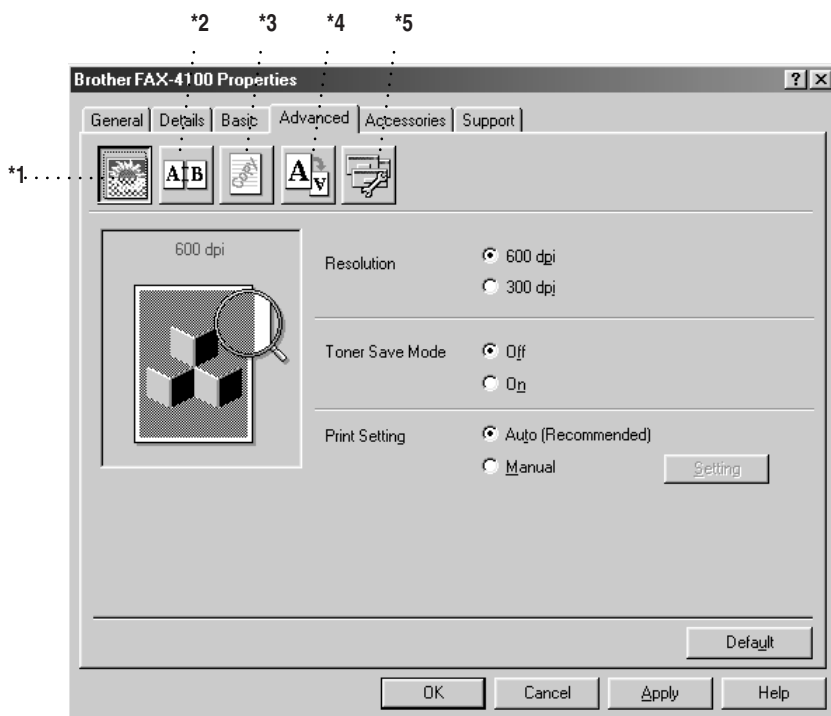 *2 *3 *4 *5
Brother FAX-4100 Properties
? ×
General Details Basic Advanced Accessories Support
*1
A B COPY A A
600 dpi
Resolution
600 dpi
300 dpi
Toner Save Mode
Off
On
Print Setting
Auto (Recommended)
Manual
Setting
Default
OK Cancel Apply Help